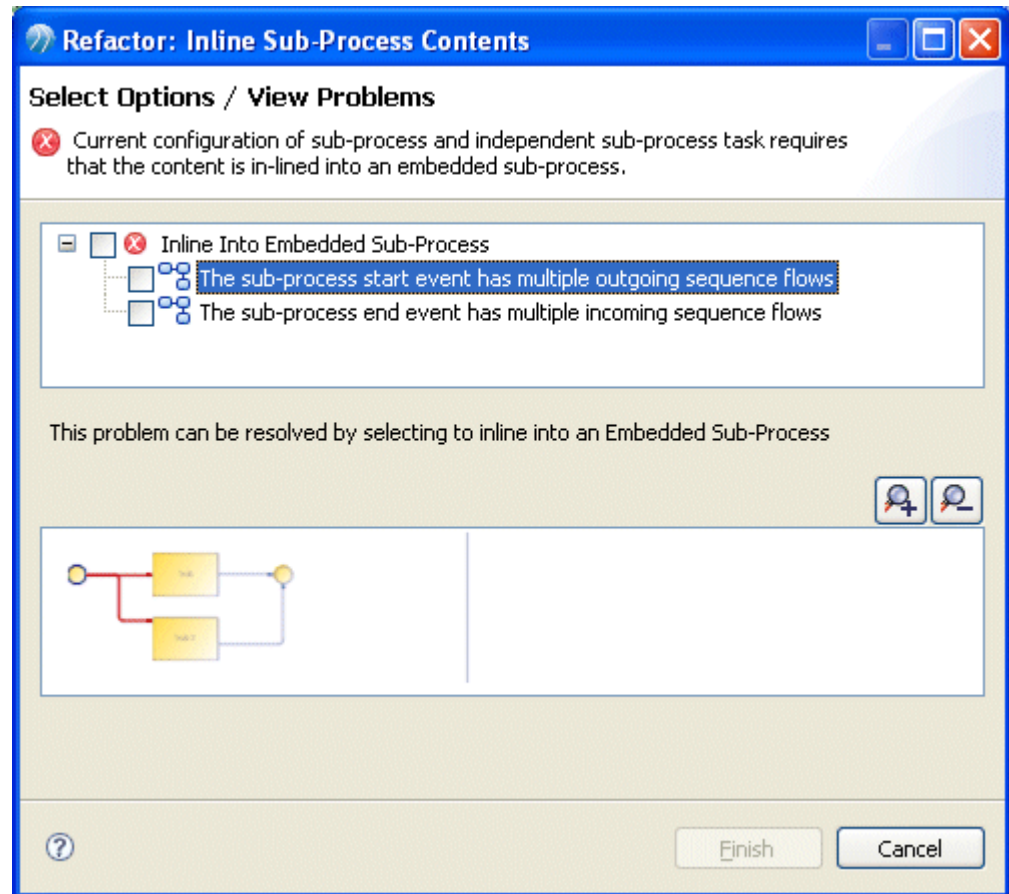 Refactor: Inline Sub-Process Contents
Select Options / View Problems
Current configuration of sub-process and independent sub-process task requires
that the content is in-lined into an embedded sub-process.
Inline Into Embedded Sub-Process
The sub-process start event has multiple outgoing sequence flows
The sub-process end event has multiple incoming sequence flows
This problem can be resolved by selecting to inline into an Embedded Sub-Process
Finish
Cancel